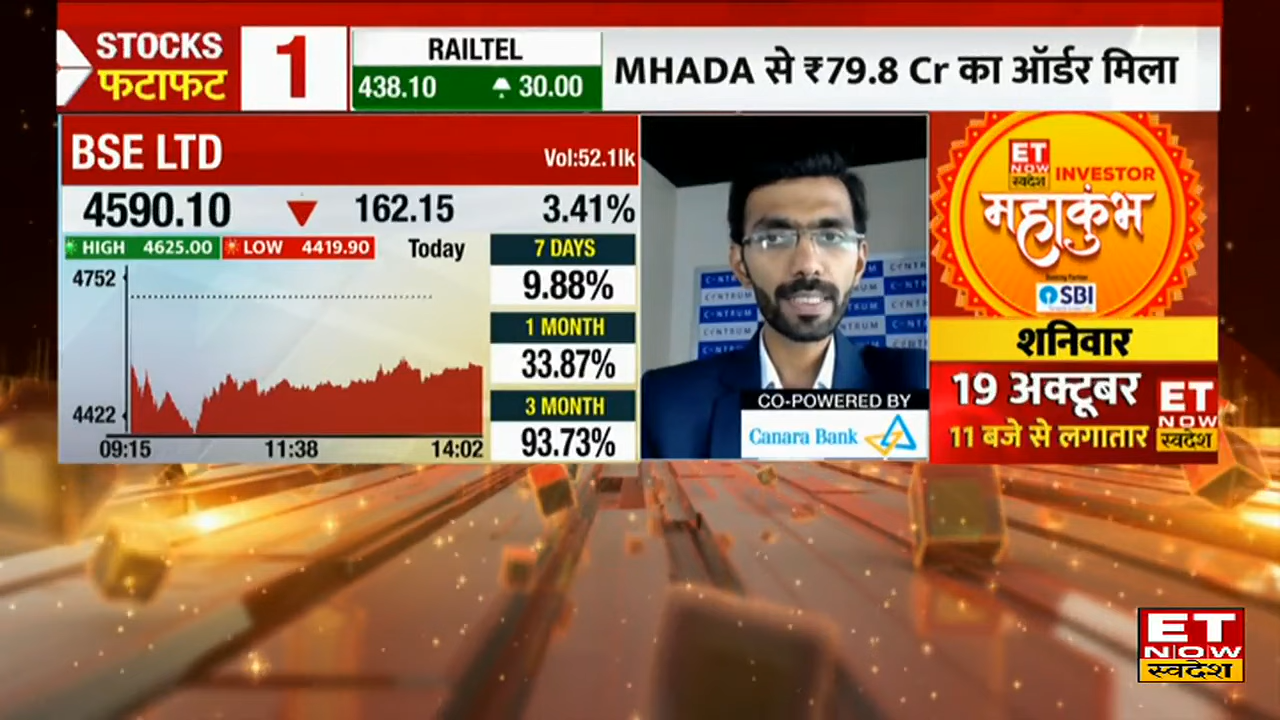 STOCKS
फटाफट
1
RAILTEL
438.10 30.00
MHADA से ₹79.8 Cr का ऑर्डर मिला
BSE LTD
Vol:52.1lk
4590.10 162.15 3.41%
HIGH 4625.00 LOW 4419.90 Today
4752
4422
09:15 11:38 14:02
7 DAYS
9.88%
1 MONTH
33.87%
3 MONTH
93.73%
CENTRUM
CENTRUM
CENTRUM
CO-POWERED BY
Canara Bank
ET
NOW
स्वदेश
INVESTOR
महाकुंभ
SBI
शनिवार
19 अक्टूबर
11 बजे से लगातार
ET
NOW
स्वदेश
ET
NOW
स्वदेश